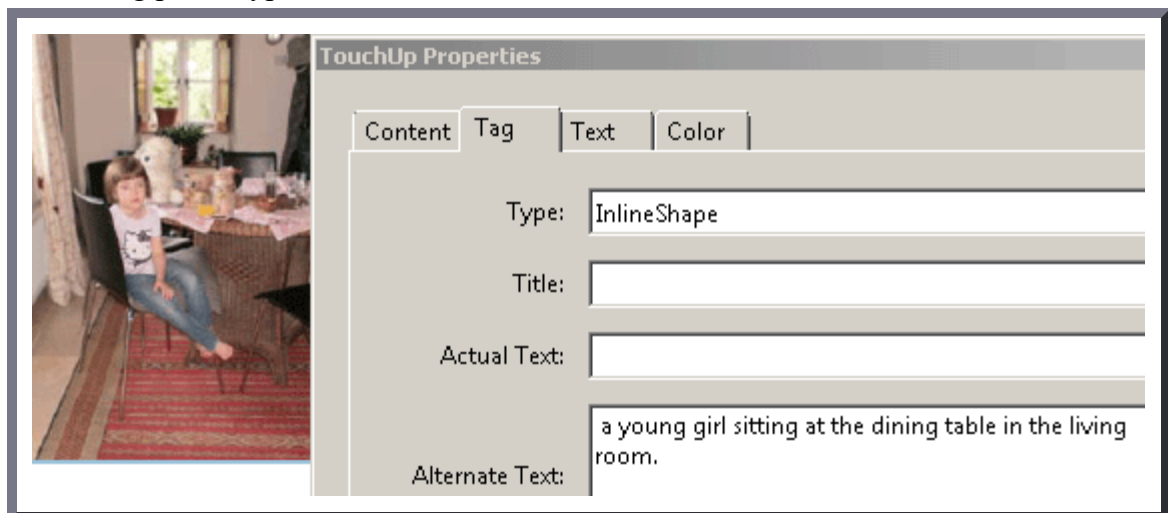 TouchUp Properties
Content Tag Text Color
Type: InlineShape
Title:
Actual Text:
a young girl sitting at the dining table in the living
room.
Alternate Text: